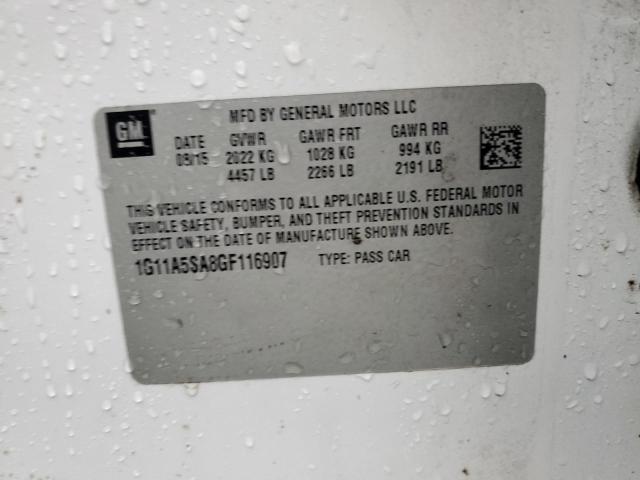 GM
MFD BY GENERAL MOTORS LLC
DATE GVWR GAWR FRT GAWR RR
09/15 2022 KG 1028 KG 994 KG
4457 LB 2266 LB 2191 LB
THIS VEHICLE CONFORMS TO ALL APPLICABLE U.S. FEDERAL MOTOR
VEHICLE SAFETY, BUMPER, AND THEFT PREVENTION STANDARDS IN
EFFECT ON THE DATE OF MANUFACTURE SHOWN ABOVE.
1G11A5SA8GF116907 TYPE: PASS CAR